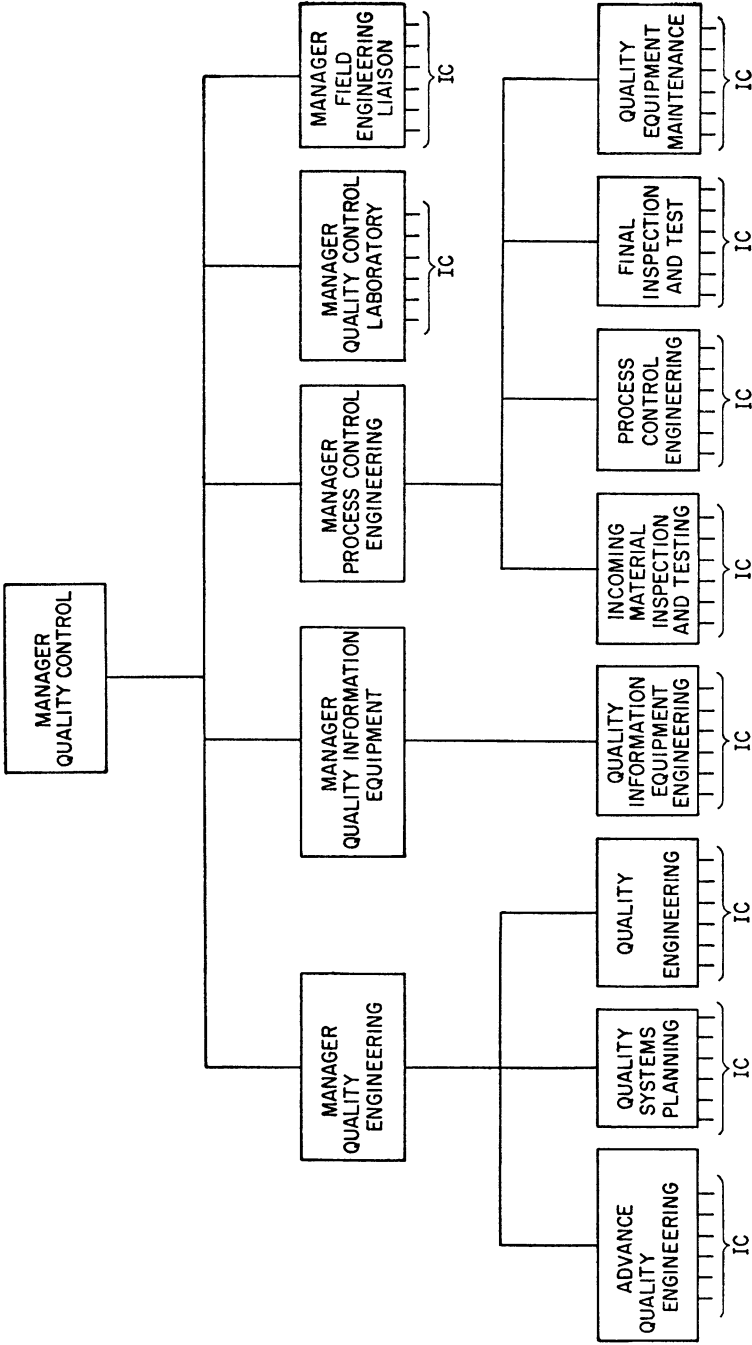 MANAGER
QUALITY CONTROL
MANAGER
QUALITY
ENGINEERING
MANAGER
QUALITY INFORMATION
EQUIPMENT
MANAGER
PROCESS CONTROL
ENGINEERING
MANAGER
QUALITY CONTROL
LABORATORY
IC
MANAGER
FIELD
ENGINEERING
LIAISON
IC
ADVANCE
QUALITY
ENGINEERING
IC
QUALITY
SYSTEMS
PLANNING
IC
QUALITY
ENGINEERING
IC
QUALITY
INFORMATION
EQUIPMENT
ENGINEERING
IC
INCOMING
MATERIAL
INSPECTION
AND TESTING
IC
PROCESS
CONTROL
ENGINEERING
IC
FINAL
INSPECTION
AND TEST
IC
QUALITY
EQUIPMENT
MAINTENANCE
IC